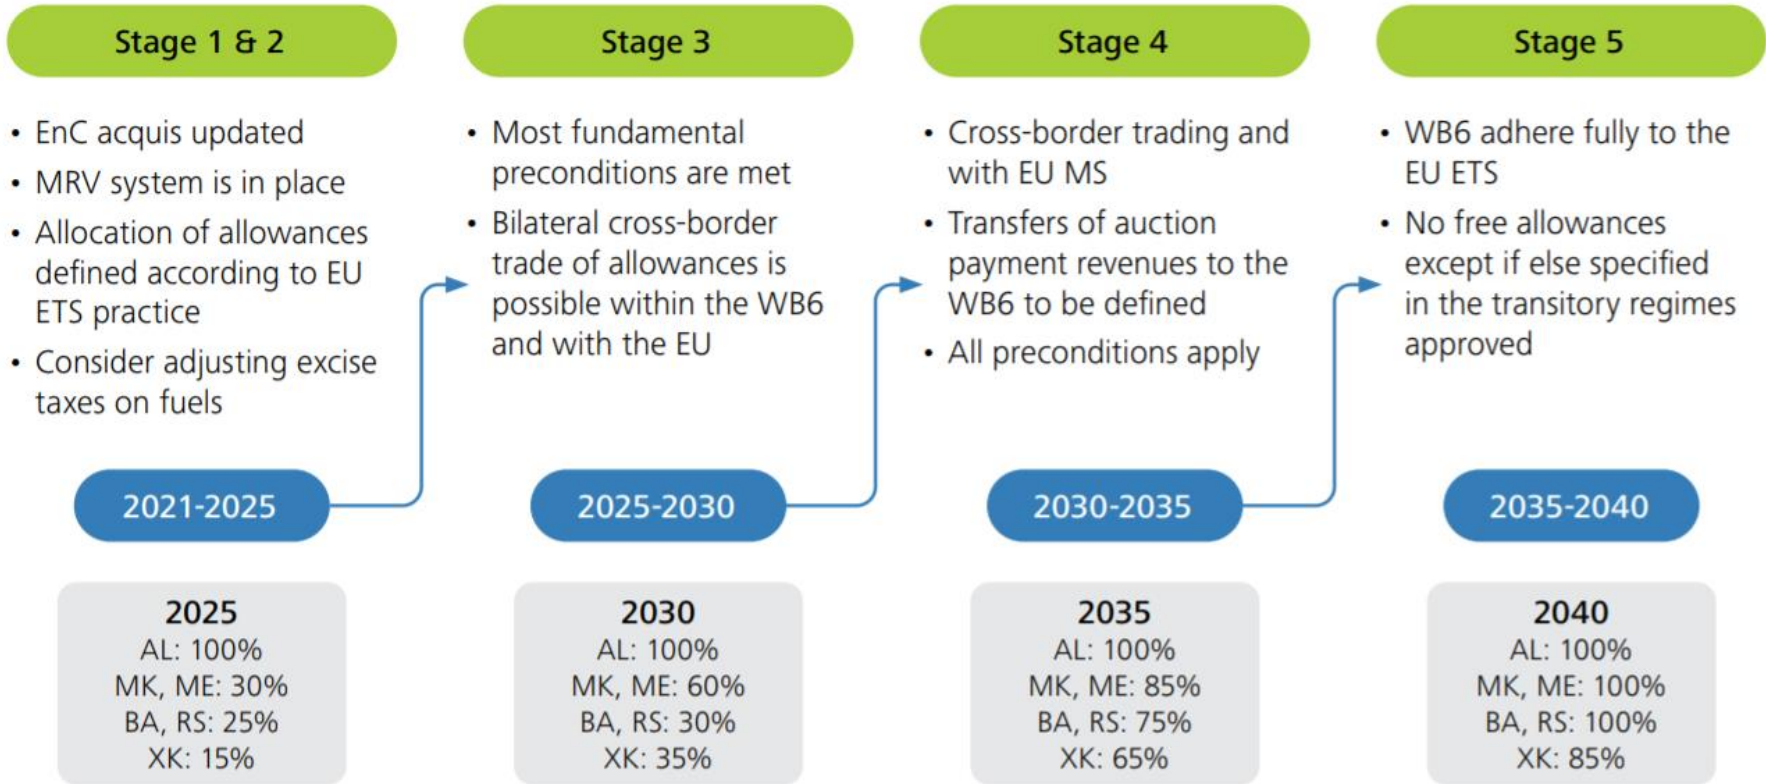 Stage 1 & 2
• EnC acquis updated
• MRV system is in place
• Allocation of allowances
defined according to EU
ETS practice
• Consider adjusting excise
taxes on fuels
2021-2025
2025
AL: 100%
MK, ME: 30%
BA, RS: 25%
XK: 15%
Stage 3
• Most fundamental
preconditions are met
• Bilateral cross-border
trade of allowances is
possible within the WB6
and with the EU
2025-2030
2030
AL: 100%
MK, ME: 60%
BA, RS: 30%
XK: 35%
Stage 4
• Cross-border trading and
with EU MS
• Transfers of auction
payment revenues to the
WB6 to be defined
• All preconditions apply
2030-2035
2035
AL: 100%
MK, ME: 85%
BA, RS: 75%
XK: 65%
Stage 5
• WB6 adhere fully to the
EU ETS
• No free allowances
except if else specified
in the transitory regimes
approved
2035-2040
2040
AL: 100%
MK, ME: 100%
BA, RS: 100%
XK: 85%